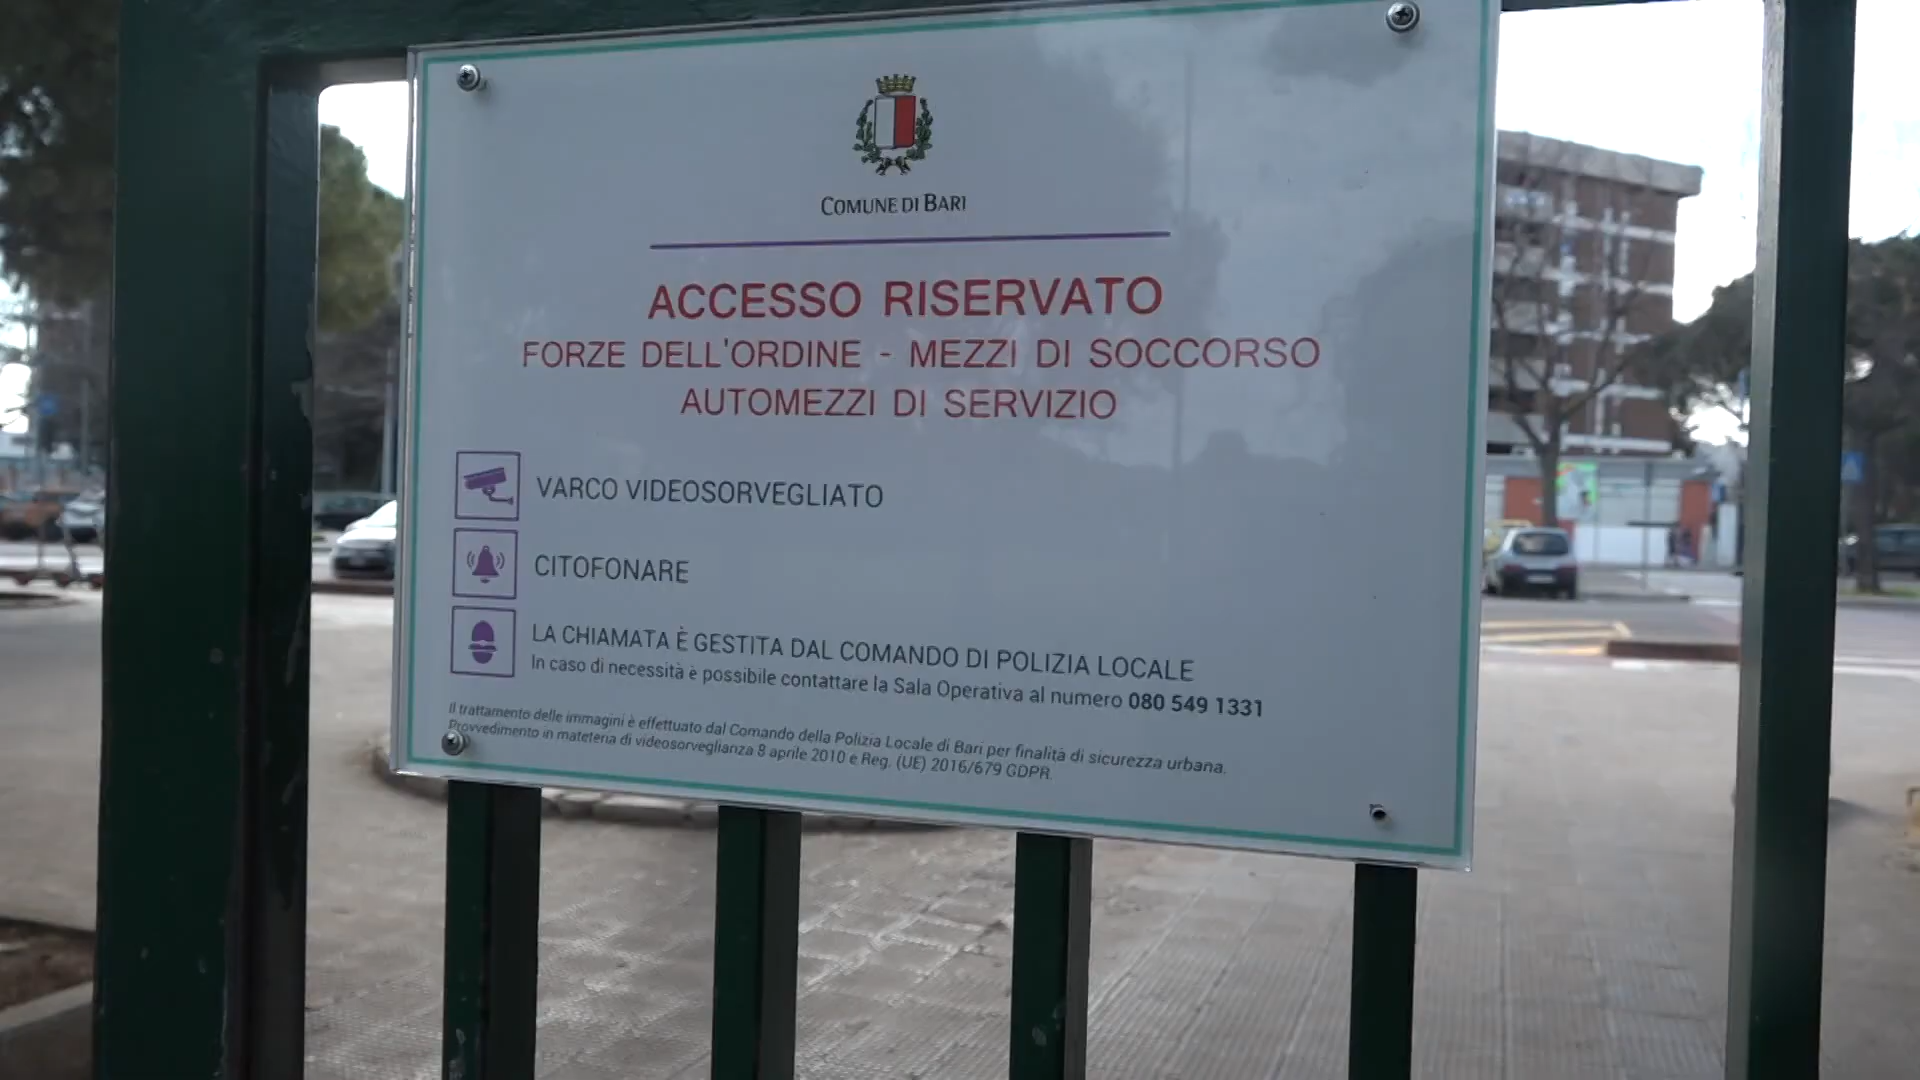 COMUNE DI BARI
ACCESSO RISERVATO
FORZE DELL'ORDINE - MEZZI DI SOCCORSO
AUTOMEZZI DI SERVIZIO
VARCO VIDEOSORVEGLIATO
CITOFONARE
LA CHIAMATA È GESTITA DAL COMANDO DI POLIZIA LOCALE
In caso di necessità è possibile contattare la Sala Operativa al numero 080 549 1331
Il trattamento delle immagini è effettuato dal Comando della Polizia Locale di Bari per finalità di sicurezza urbana.
Provvedimento in mateteria di videosorveglianza 8 aprile 2010 e Reg. (UE) 2016/679 GDPR.